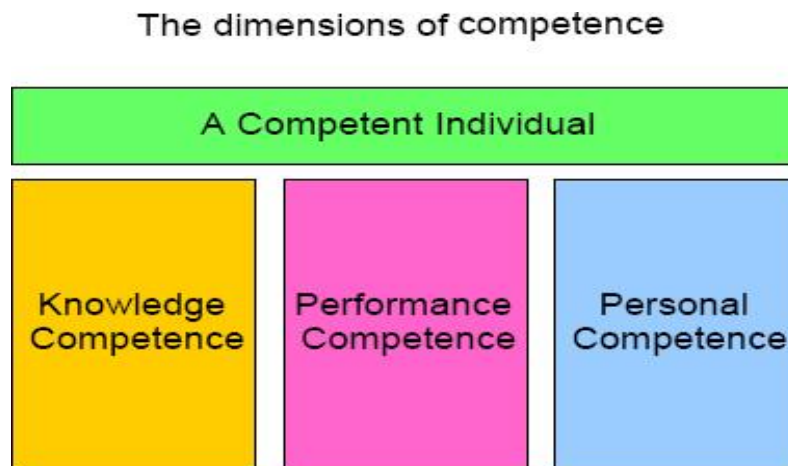 The dimensions of competence
A Competent Individual
Knowledge
Competence
Performance
Competence
Personal
Competence